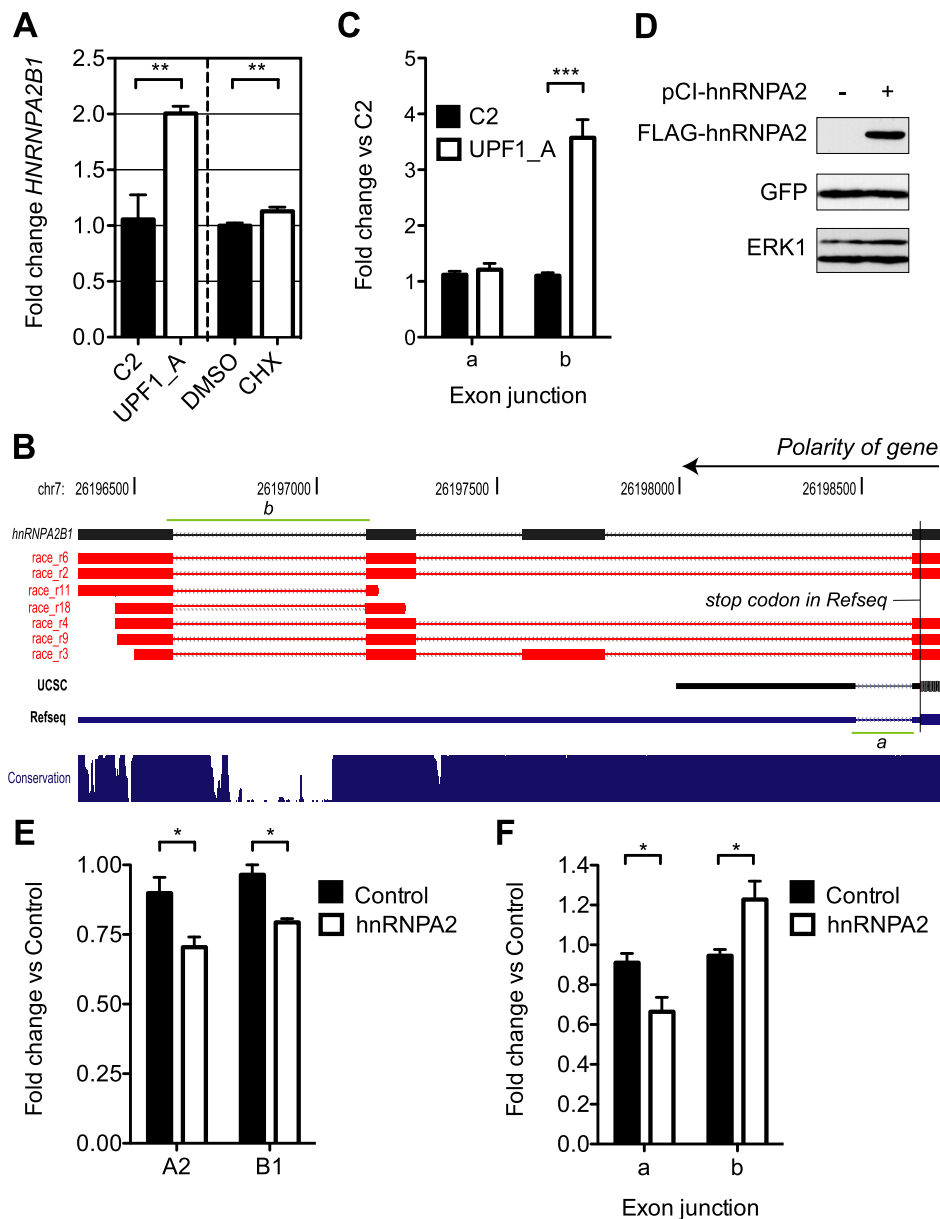 A
Fold change HNRNPA2B1
2.5
2.0
1.5
1.0
0.5
0.0
**
**
C2
UPF1_A
DMSO
CHX
C
Fold change vs C2
5
4
3
2
1
0
C2
UPF1_A
***
a
b
Exon junction
D
pCI-hnRNPA2 - +
FLAG-hnRNPA2
GFP
ERK1
B
Polarity of gene
chr7: 26196500 26197000 26197500 26198000 26198500
b
hnRNPA2B1
race_r6
race_r2
race_r11
race_r18
race_r4
race_r9
race_r3
stop codon in Refseq
UCSC
Refseq
a
Conservation
E
Fold change vs Control
1.00
0.75
0.50
0.25
0.00
*
*
Control
hnRNPA2
A2
B1
F
Fold change vs Control
1.4
1.2
1.0
0.8
0.6
0.4
0.2
0.0
*
*
Control
hnRNPA2
a
b
Exon junction